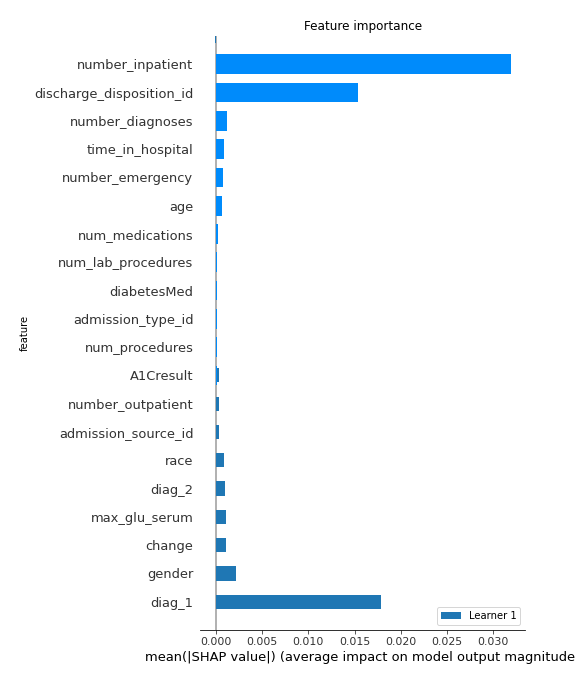 Feature importance
number_inpatient
discharge_disposition_id
number_diagnoses
time_in_hospital
number_emergency
age
num_medications
num_lab_procedures
diabetesMed
admission_type_id
num_procedures
A1Cresult
number_outpatient
admission_source_id
race
diag_2
max_glu_serum
change
gender
diag_1
feature
Learner 1
0.000 0.005 0.010 0.015 0.020 0.025 0.030
mean(|SHAP value|) (average impact on model output magnitude